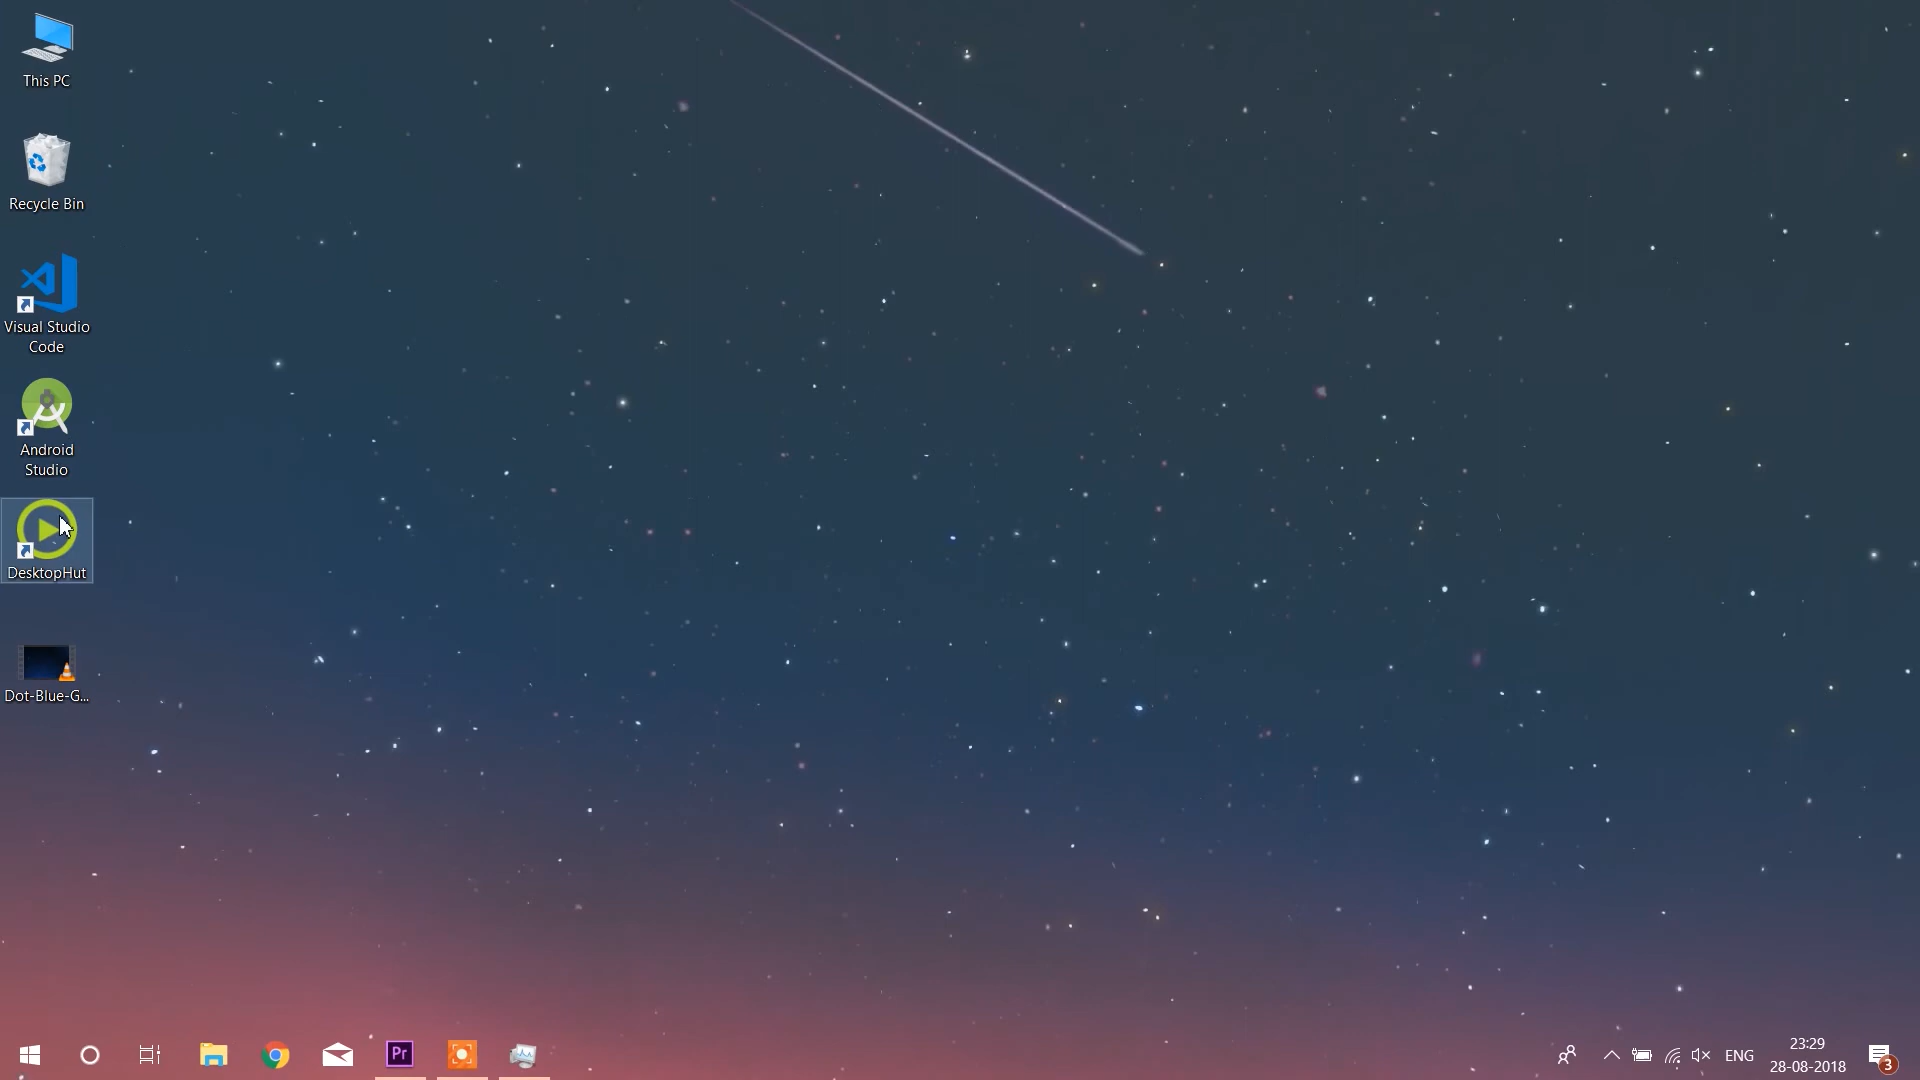 This PC
Recycle Bin
Visual Studio
Code
Android
Studio
DesktopHut
Dot-Blue-G...
Pr
ENG
23:29
28-08-2018
3